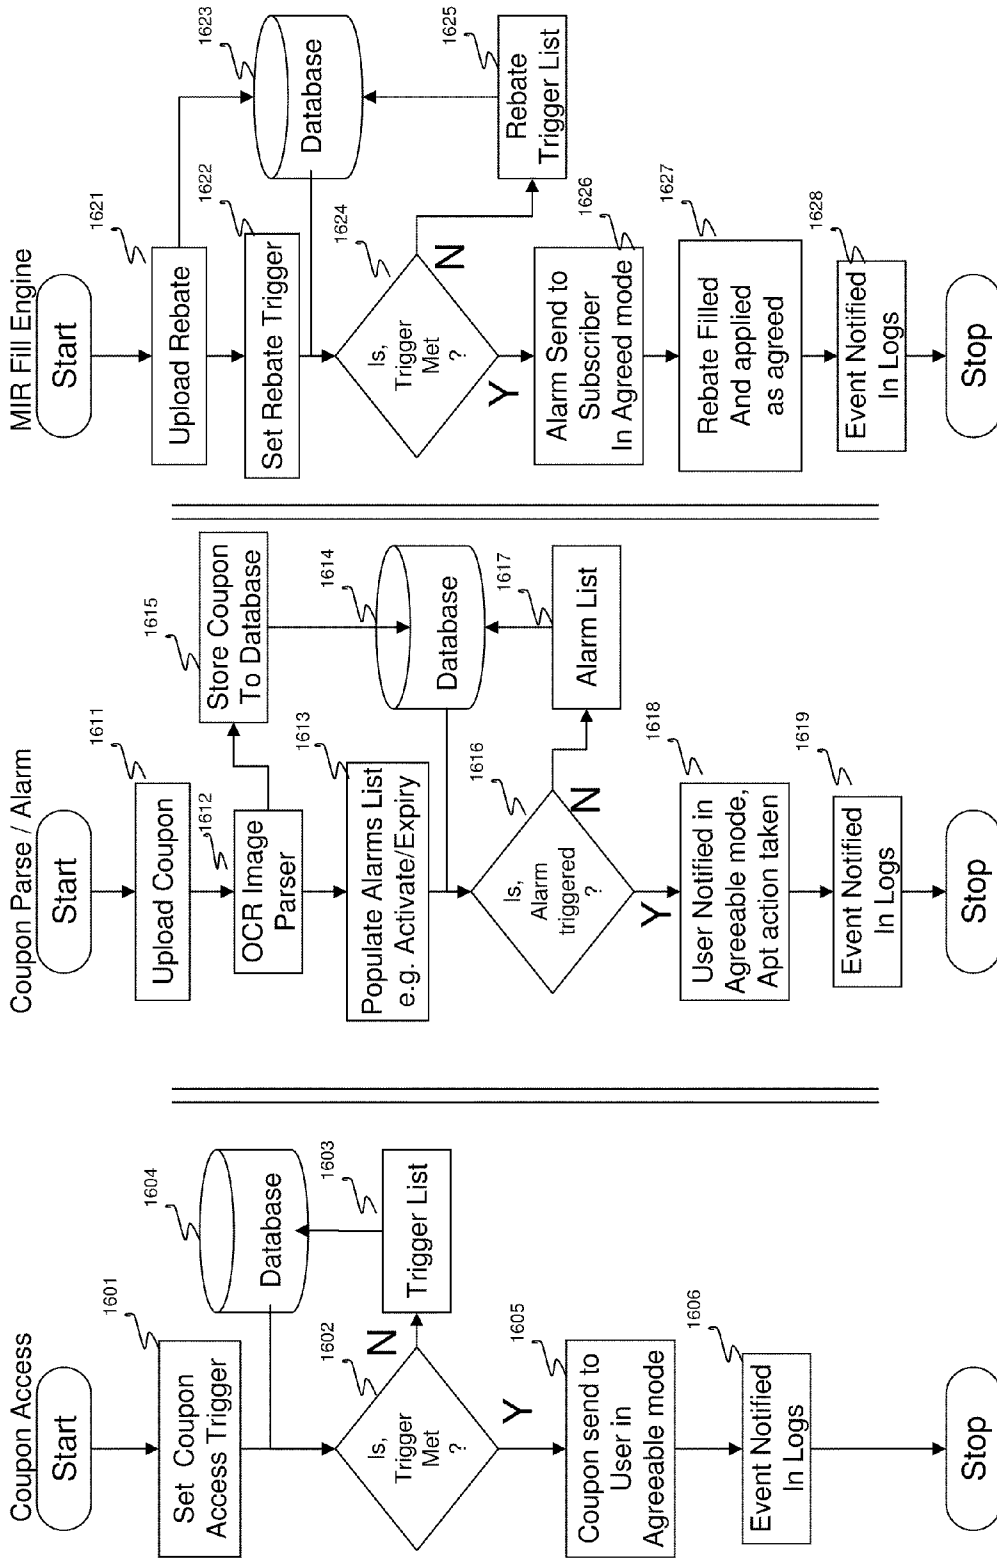 Coupon Access
Start
1601
Set Coupon
Access Trigger
1604
Database
1602
Is,
Trigger
Met
?
N
1603
Trigger List
Y
1605
Coupon send to
User in
Agreeable mode
1606
Event Notified
In Logs
Stop
Coupon Parse / Alarm
Start
1611
Upload Coupon
1612
OCR Image
Parser
1615
Store Coupon
To Database
1613
Populate Alarms List
e.g. Activate/Expiry
1614
Database
1616
Is,
Alarm
triggered
?
N
1617
Alarm List
Y
1618
User Notified in
Agreeable mode,
Apt action taken
1619
Event Notified
In Logs
Stop
MIR Fill Engine
Start
1621
Upload Rebate
1622
Set Rebate Trigger
1623
Database
1624
Is,
Trigger
Met
?
N
1625
Rebate
Trigger List
Y
1626
Alarm Send to
Subscriber
In Agreed mode
1627
Rebate Filled
And applied
as agreed
1628
Event Notified
In Logs
Stop